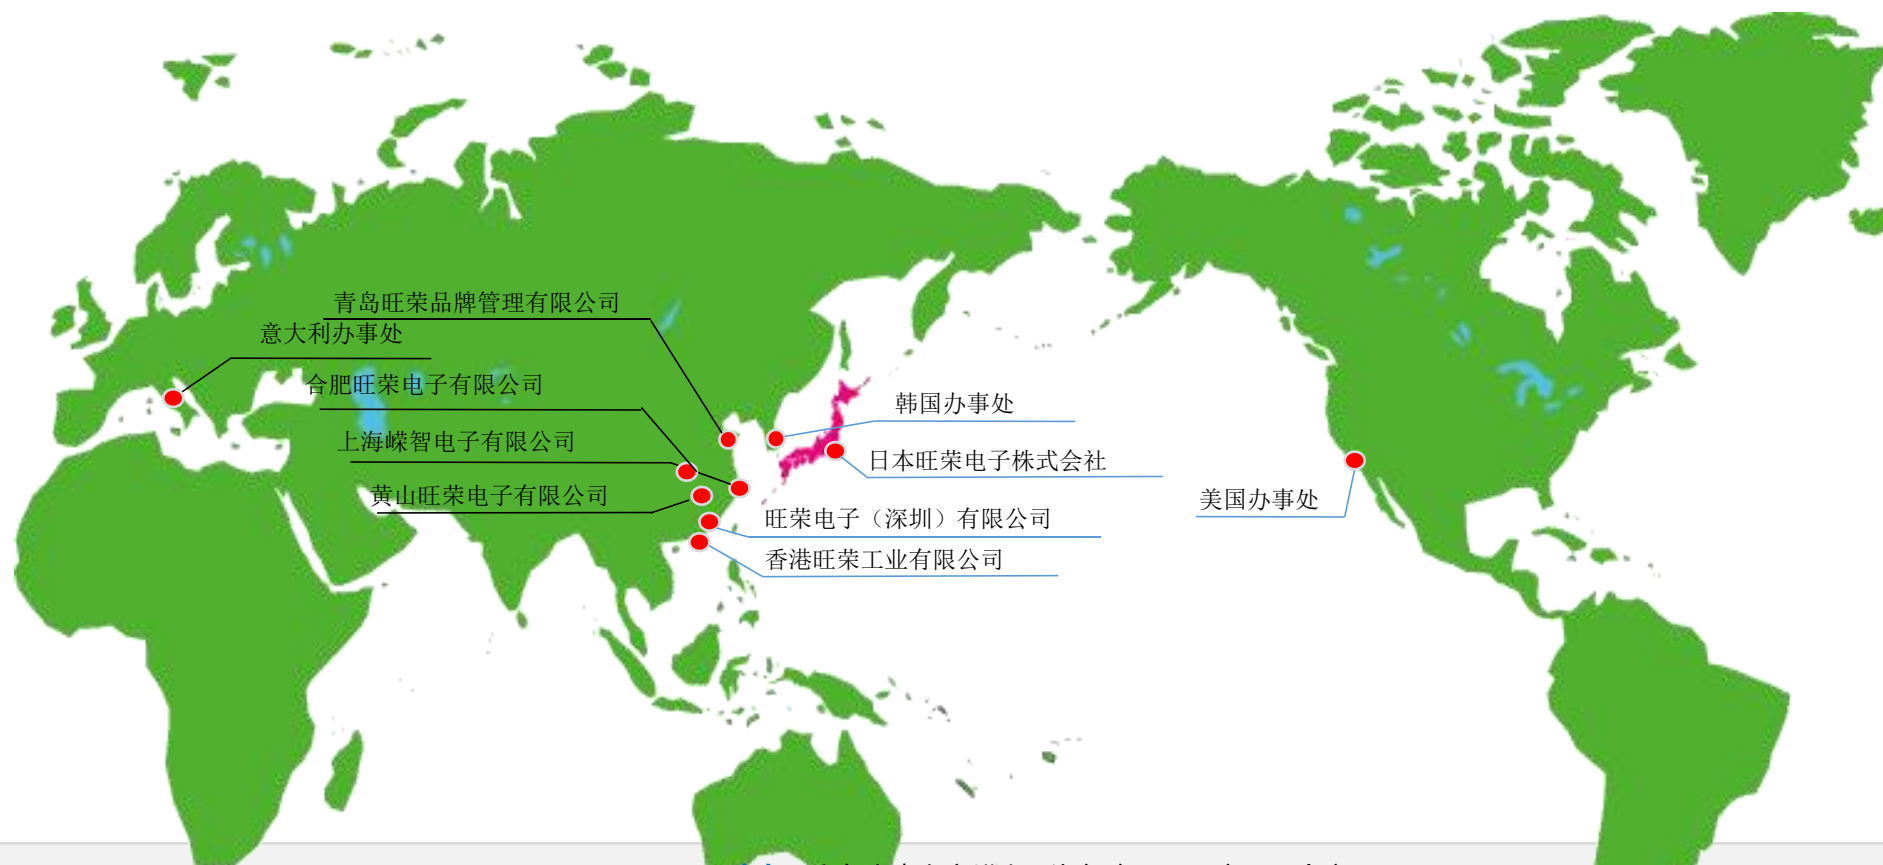 青岛旺荣品牌管理有限公司
意大利办事处
合肥旺荣电子有限公司
韩国办事处
上海嵘智电子有限公司
日本旺荣电子株式会社
黄山旺荣电子有限公司
美国办事处
旺荣电子（深圳）有限公司
香港旺荣工业有限公司